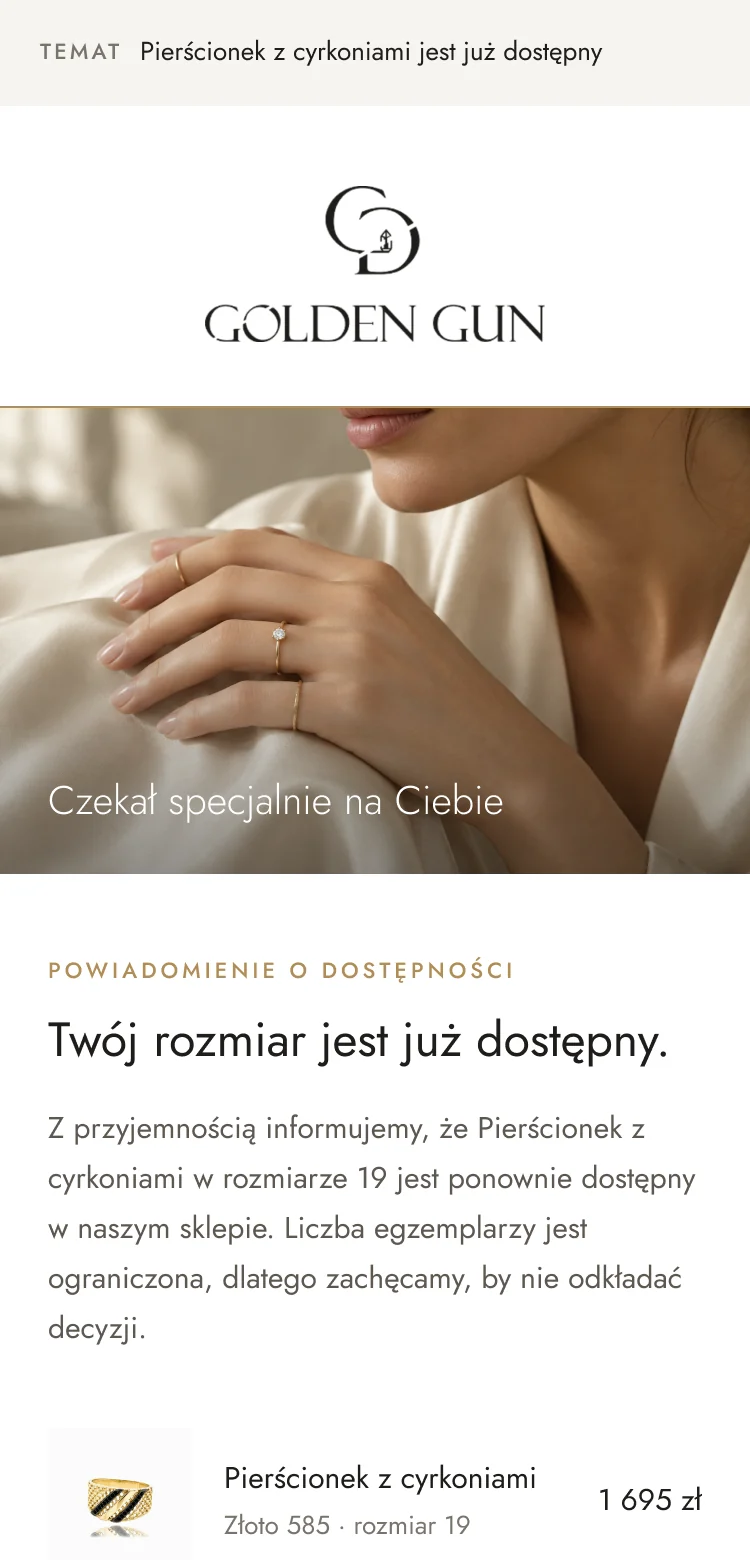 TEMAT Pierścionek z cyrkoniami jest już dostępny
GOLDEN GUN
Czekał specjalnie na Ciebie
POWIADOMIENIE O DOSTĘPNOŚCI
Twój rozmiar jest już dostępny.
Z przyjemnością informujemy, że Pierścionek z
cyrkoniami w rozmiarze 19 jest ponownie dostępny
w naszym sklepie. Liczba egzemplarzy jest
ograniczona, dlatego zachęcamy, by nie odkładać
decyzji.
Pierścionek z cyrkoniami
1 695 zł
Złoto 585 · rozmiar 19